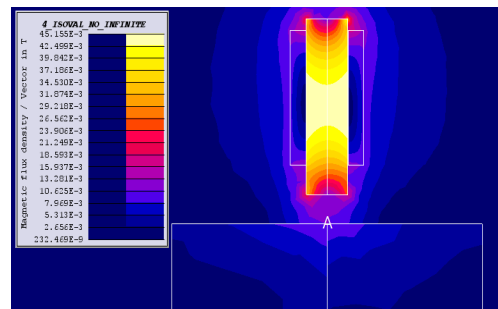 4_ISOVAL_NO_INFINITE
Magnetic flux density / Vector in T
45.155E-3
42.499E-3
39.842E-3
37.186E-3
34.530E-3
31.874E-3
29.218E-3
26.562E-3
23.906E-3
21.249E-3
18.593E-3
15.937E-3
13.281E-3
10.625E-3
7.969E-3
5.313E-3
2.656E-3
232.469E-9
A